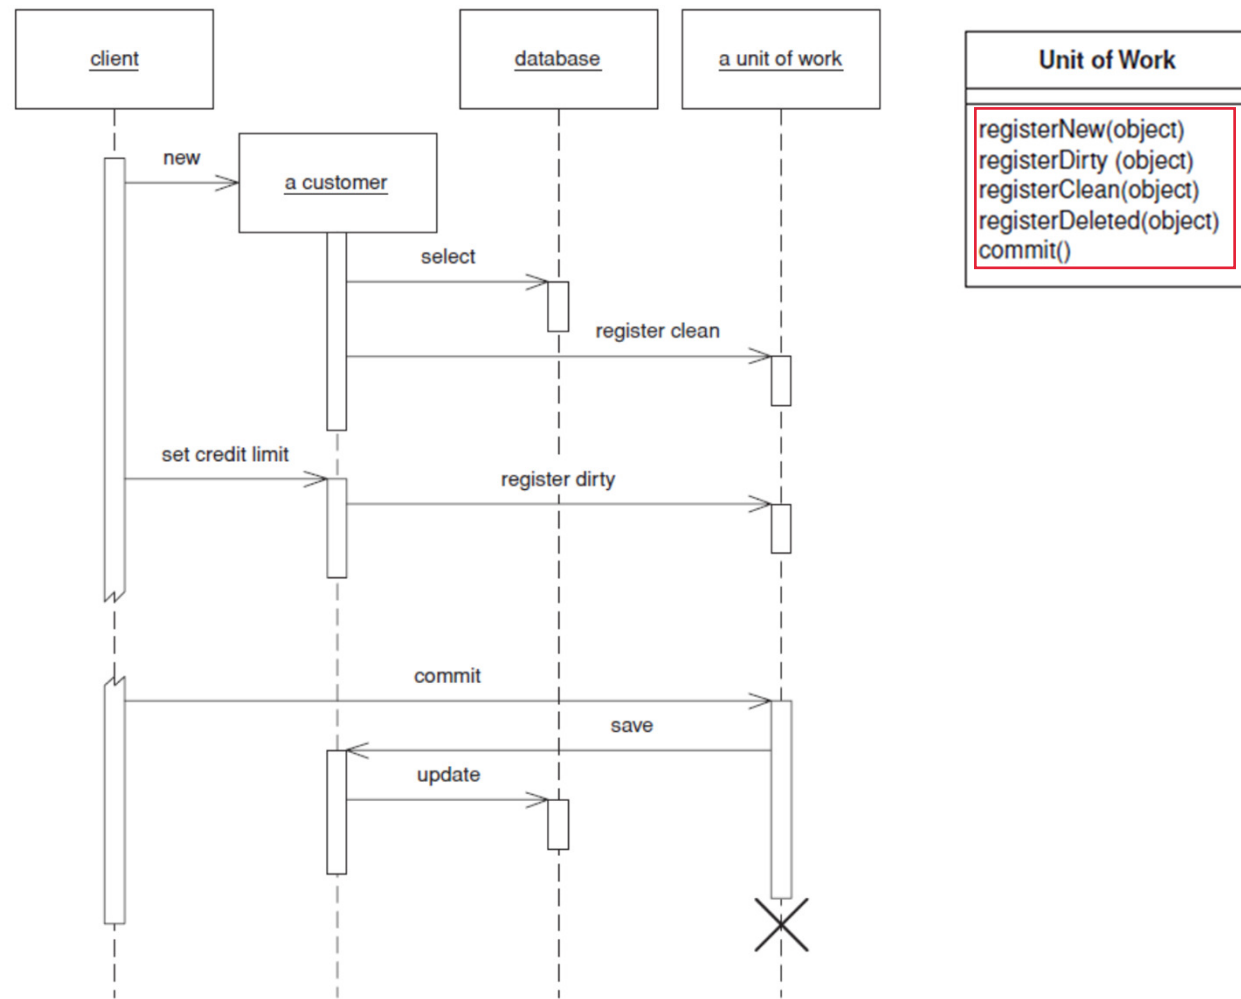 client
database
a unit of work
Unit of Work
new
a customer
registerNew(object)
registerDirty (object)
registerClean(object)
registerDeleted(object)
commit()
select
register clean
set credit limit
register dirty
commit
save
update